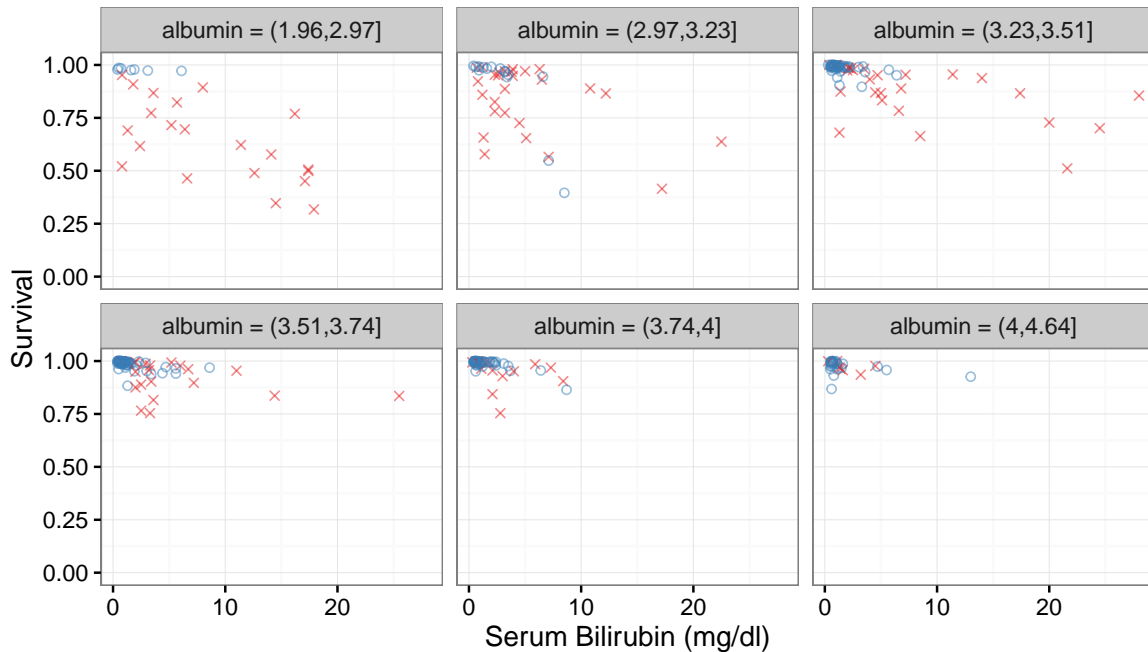 albumin = (1.96,2.97] albumin = (2.97,3.23] albumin = (3.23,3.51]
1.00
0.75
0.50
0.25
0.00
Survival
albumin = (3.51,3.74] albumin = (3.74,4] albumin = (4,4.64]
1.00
0.75
0.50
0.25
0.00
0 10 20 0 10 20 0 10 20
Serum Bilirubin (mg/dl)